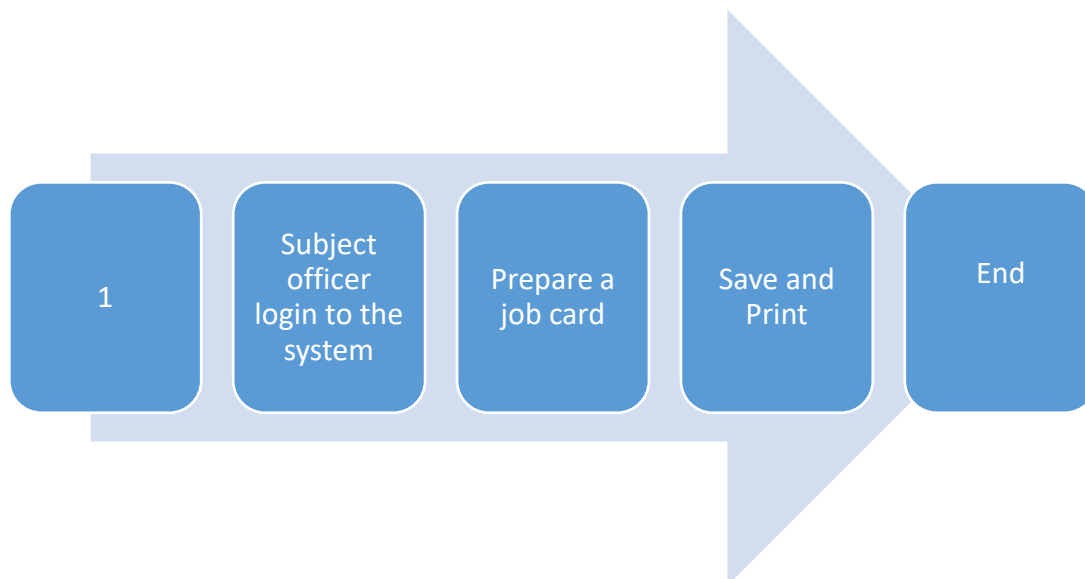 1
Subject
officer
login to the
system
Prepare a
job card
Save and
Print
End